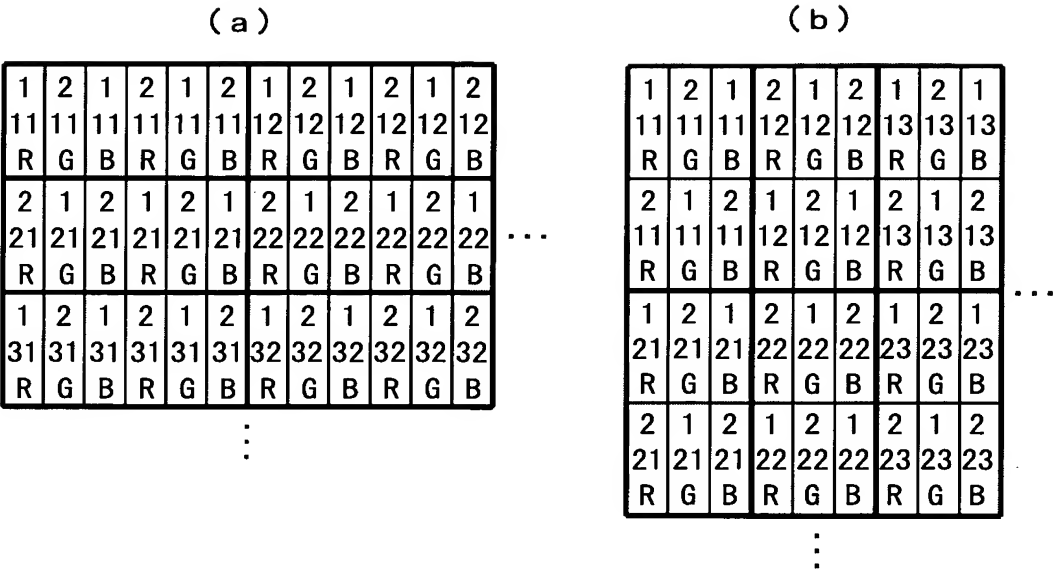 (a)
1 2 1 2 1 2 1 2 1 2 1 2
11 11 11 11 11 11 12 12 12 12 12 12
R G B R G B R G B R G B
2 1 2 1 2 1 2 1 2 1 2 1
21 21 21 21 21 21 22 22 22 22 22 22
R G B R G B R G B R G B
1 2 1 2 1 2 1 2 1 2 1 2
31 31 31 31 31 31 32 32 32 32 32 32
R G B R G B R G B R G B
(b)
1 2 1 2 1 2 1 2 1
11 11 11 12 12 12 13 13 13
R G B R G B R G B
2 1 2 1 2 1 2 1 2
11 11 11 12 12 12 13 13 13
R G B R G B R G B
1 2 1 2 1 2 1 2 1
21 21 21 22 22 22 23 23 23
R G B R G B R G B
2 1 2 1 2 1 2 1 2
21 21 21 22 22 22 23 23 23
R G B R G B R G B